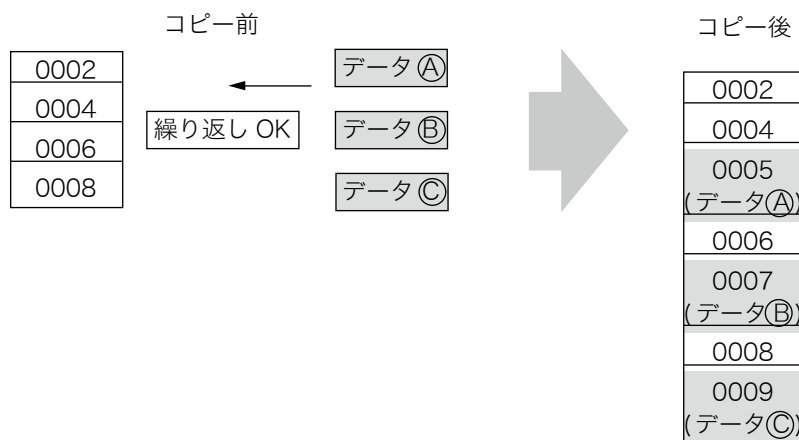 コピー前
0002
0004
0006
0008
繰り返し OK
データⒶ
データⒷ
データⒸ
コピー後
0002
0004
0005
(データⒶ)
0006
0007
(データⒷ)
0008
0009
(データⒸ)